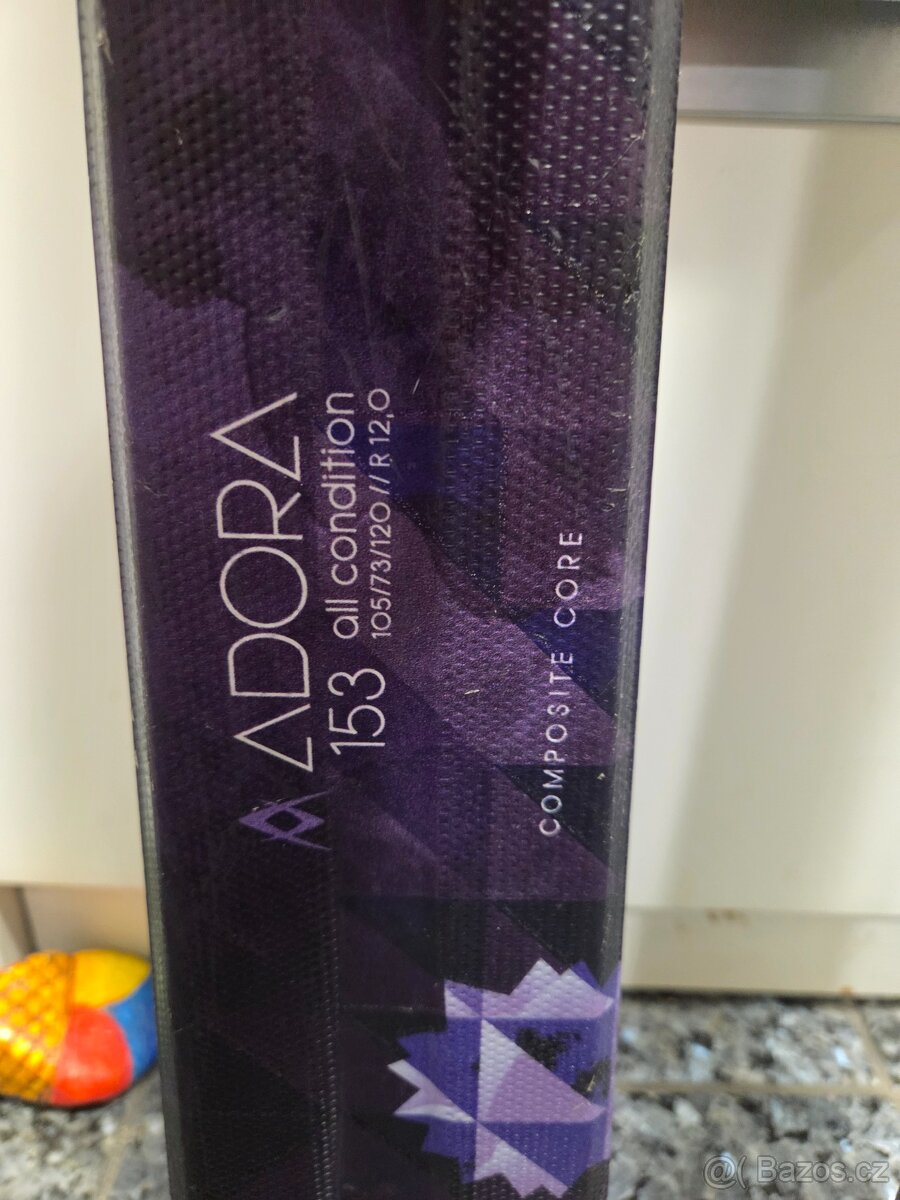 ADORA
153 all condition
105/73/120 // R 12,0
COMPOSITE CORE
@( Bazos.cz